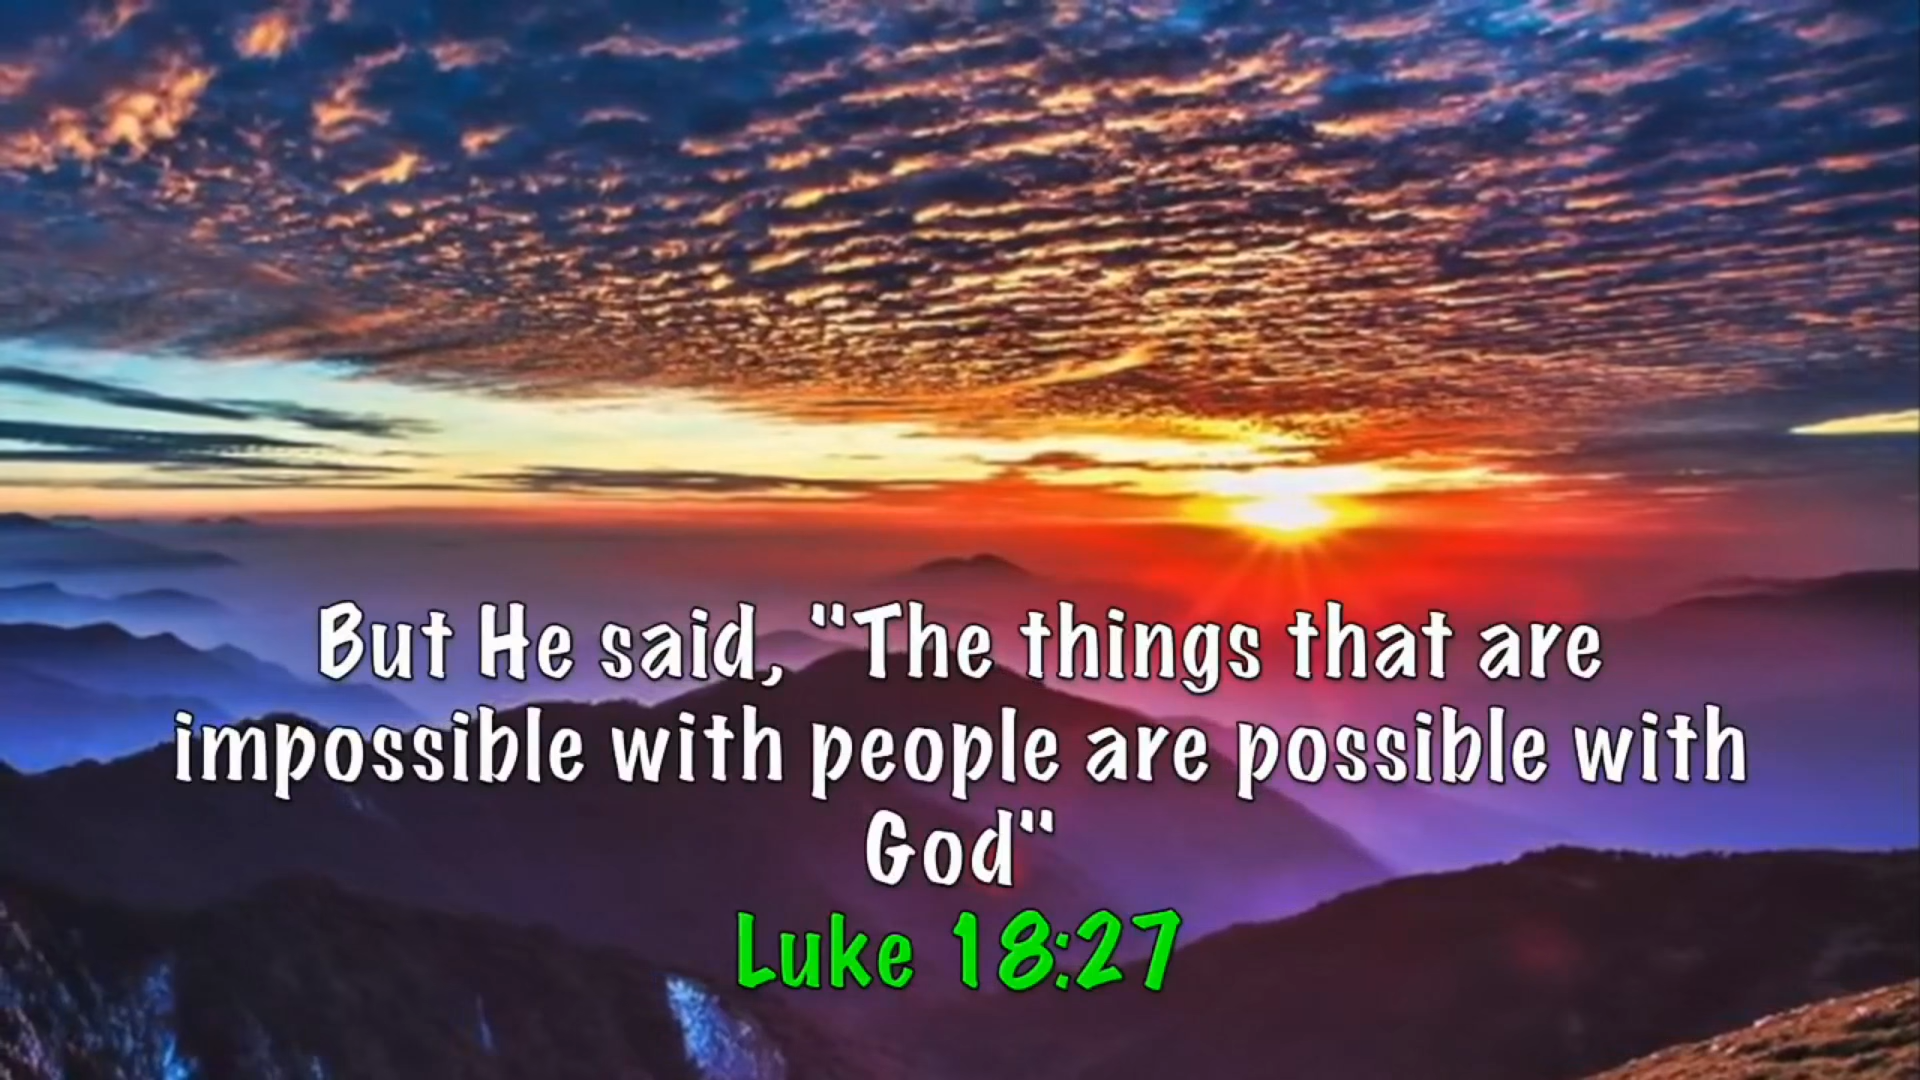 But He said, "The things that are
impossible with people are possible with
God"
Luke 18:27